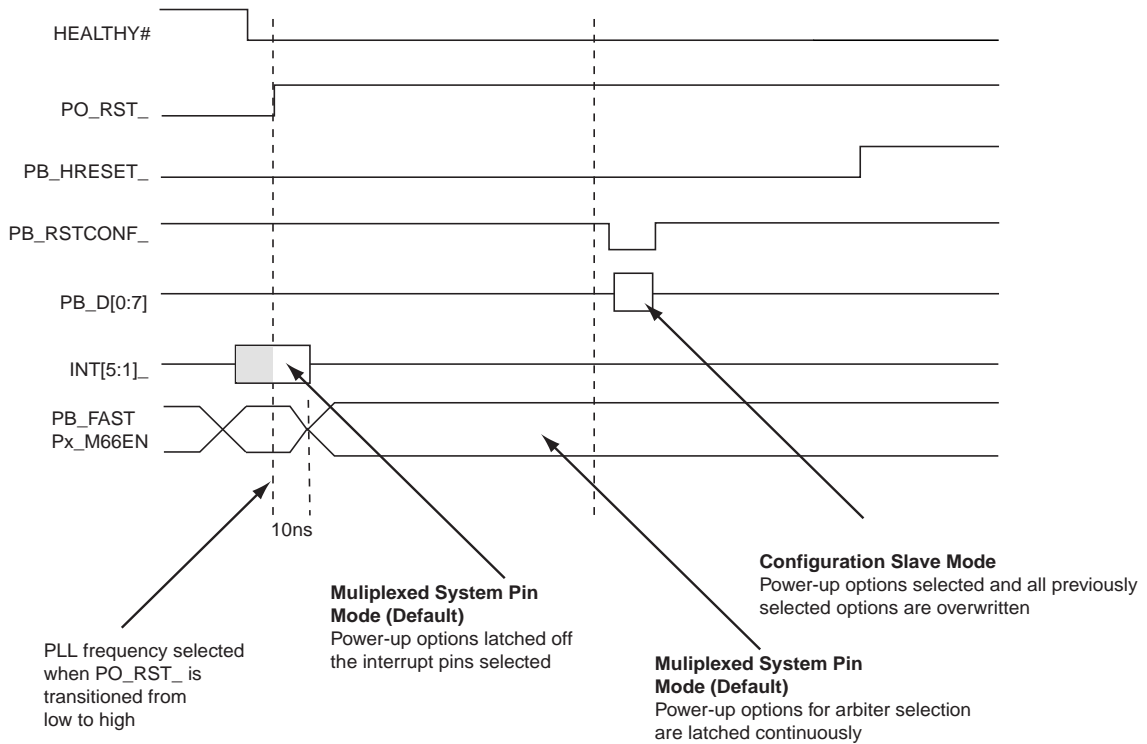 HEALTHY#
PO_RST_
PB_HRESET_
PB_RSTCONF_
PB_D[0:7]
INT[5:1]_
PB_FAST
Px_M66EN
10ns
PLL frequency selected
when PO_RST_ is
transitioned from
low to high
Muliplexed System Pin
Mode (Default)
Power-up options latched off
the interrupt pins selected
Muliplexed System Pin
Mode (Default)
Power-up options for arbiter selection
are latched continuously
Configuration Slave Mode
Power-up options selected and all previously
selected options are overwritten